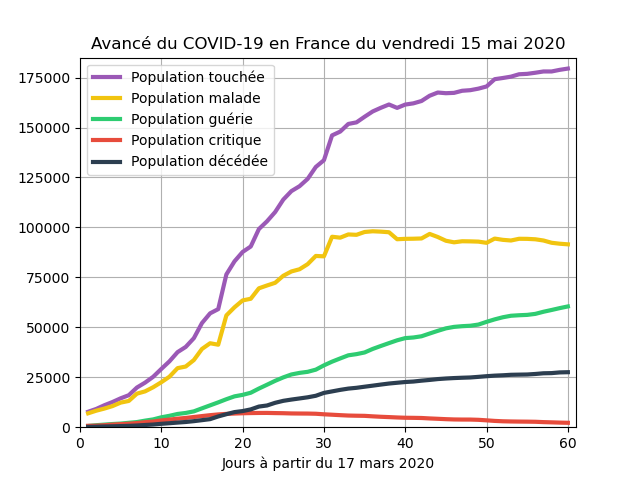 Avancé du COVID-19 en France du vendredi 15 mai 2020
175000
150000
125000
100000
75000
50000
25000
0
Population touchée
Population malade
Population guérie
Population critique
Population décédée
0 10 20 30 40 50 60
Jours à partir du 17 mars 2020